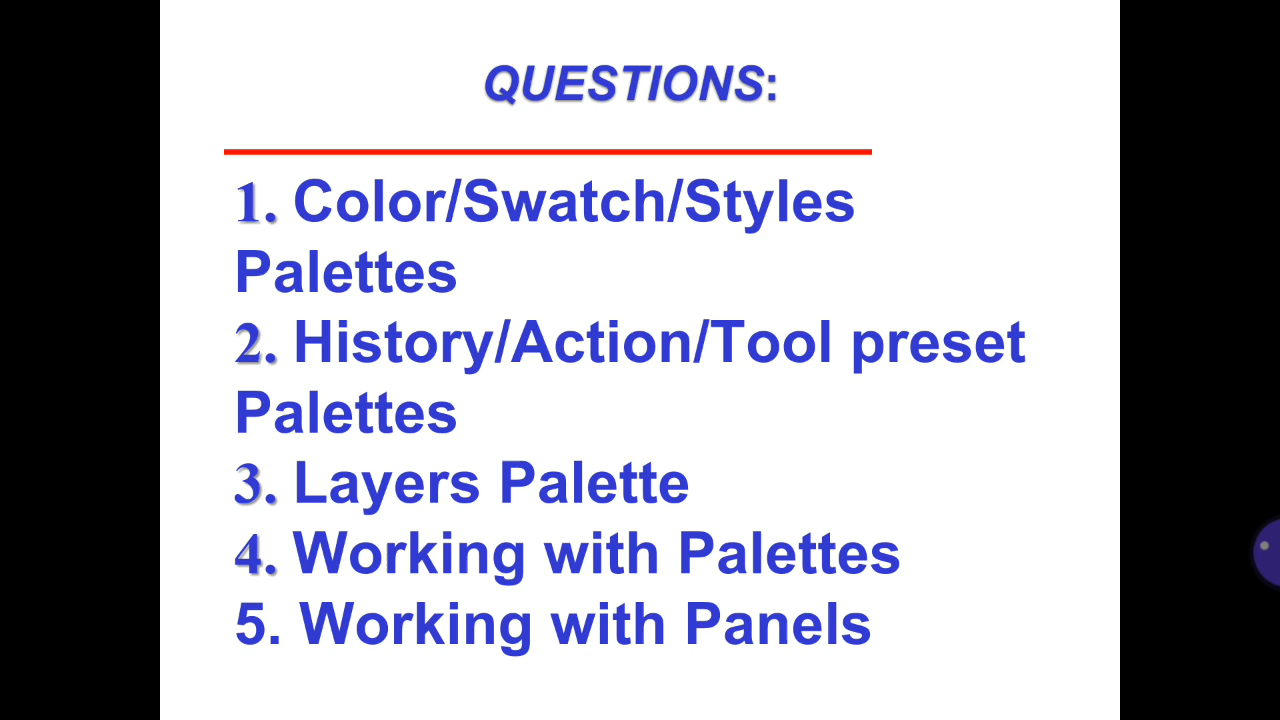 QUESTIONS:
1. Color/Swatch/Styles
Palettes
2. History/Action/Tool preset
Palettes
3. Layers Palette
4. Working with Palettes
5. Working with Panels